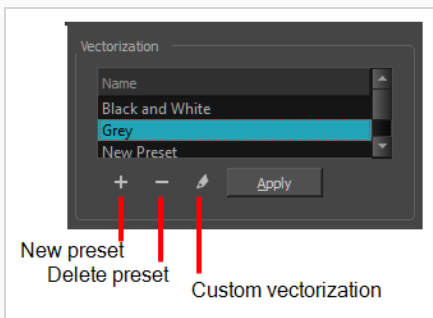 Vectorization
Name
Black and White
Grey
New Preset
+ − Apply
New preset
Delete preset
Custom vectorization